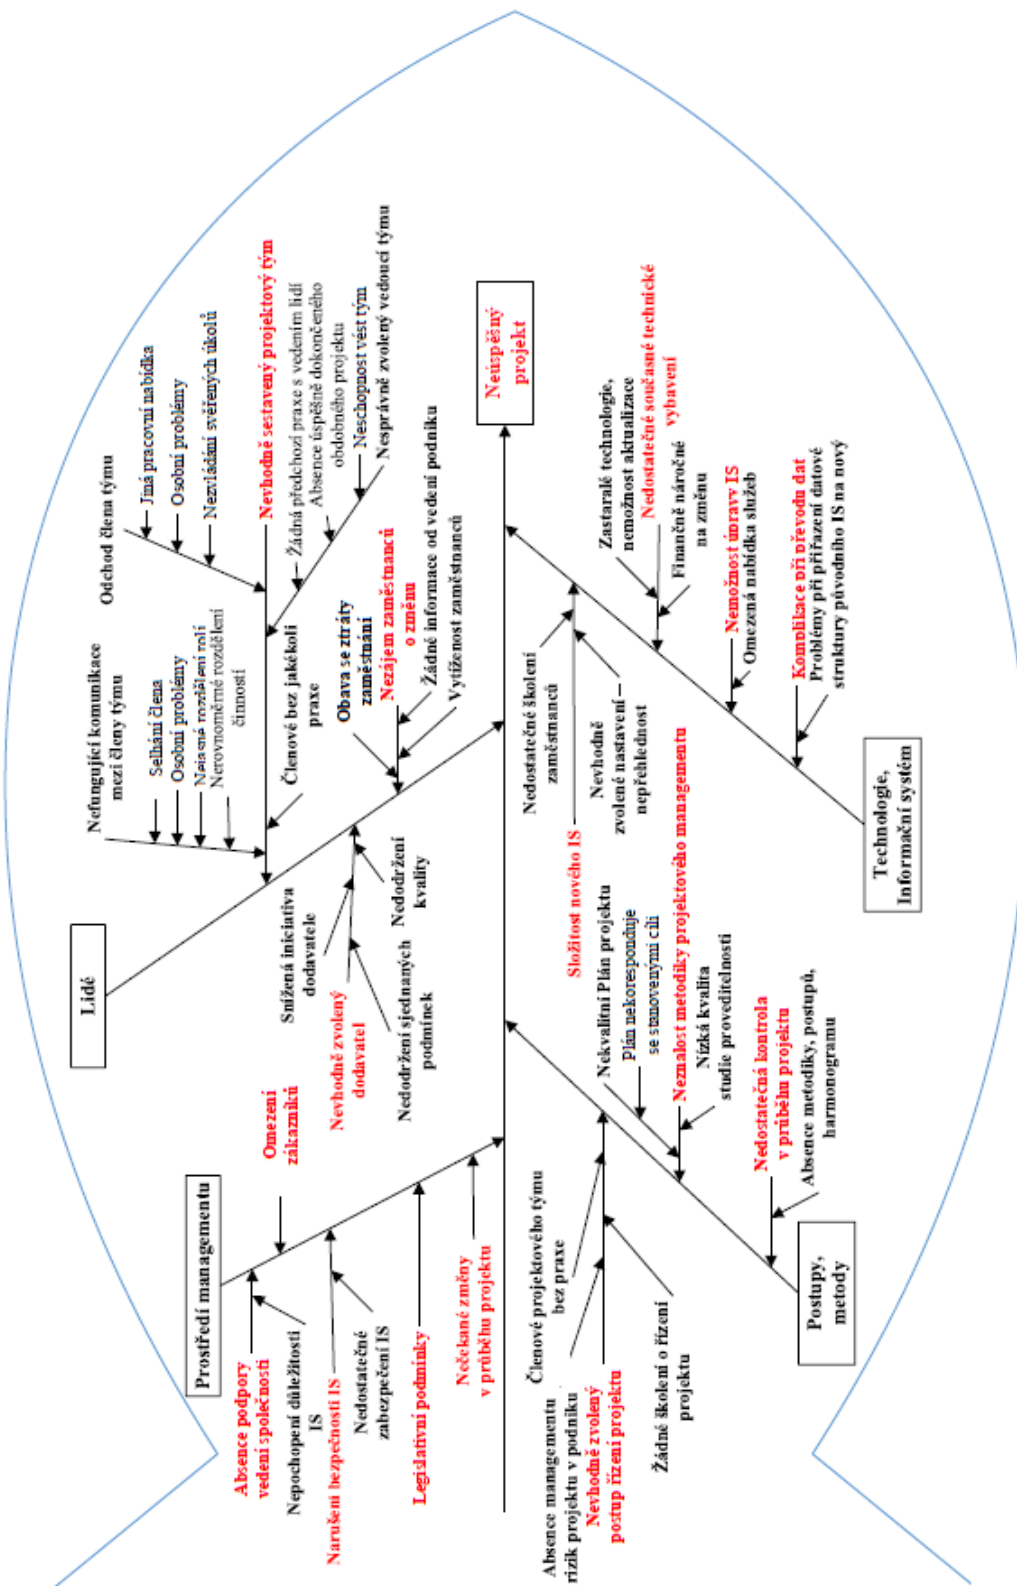 Prostředí managementu
Absence podpory
vedení společnosti
Nepochopení důležitosti
IS
Omezení
zákazníků
Narušení bezpečnosti IS
Nedostatečné
zabezpečení IS
Legislativní podmínky
Nečekané změny
v průběhu projektu
Lidé
Nefungující komunikace
mezi členy týmu
Selhání člena
Osobní problémy
Nejasné rozdělení rolí
Nerovnoměrné rozdělení
činností
Odchod člena týmu
Jiná pracovní nabídka
Osobní problémy
Nezvládání svěřených úkolů
Nevhodně sestavený projektový tým
Členové bez jakékoli
praxe
Žádná předchozí praxe s vedením lidí
Absence úspěšně dokončeného
obdobného projektu
Neschopnost vést tým
Nesprávně zvolený vedoucí týmu
Snížená iniciativa
dodavatele
Nevhodně zvolený
dodavatel
Nedodržení
kvality
Nedodržení sjednaných
podmínek
Obava se ztráty
zaměstnání
Nezájem zaměstnanců
o změnu
Žádné informace od vedení podniku
Vytíženost zaměstnanců
Neúspěšný
projekt
Členové projektového týmu
bez praxe
Absence managementu
rizik projektu v podniku
Nevhodně zvolený
postup řízení projektu
Žádné školení o řízení
projektu
Nekvalitní Plán projektu
Plán nekoresponduje
se stanovenými cíli
Neznalost metodiky projektového managementu
Nízká kvalita
studie proveditelnosti
Nedostatečná kontrola
v průběhu projektu
Absence metodiky, postupů,
harmonogramu
Postupy,
metody
Nedostatečné školení
zaměstnanců
Složitost nového IS
Nevhodně
zvolené nastavení –
nepřehlednost
Zastaralé technologie,
nemožnost aktualizace
Nedostatečné současné technické
vybavení
Finančně náročné
na změnu
Nemožnost úpravy IS
Omezená nabídka služeb
Komplikace při převodu dat
Problémy při přiřazení datové
struktury původního IS na nový
Technologie,
Informační systém